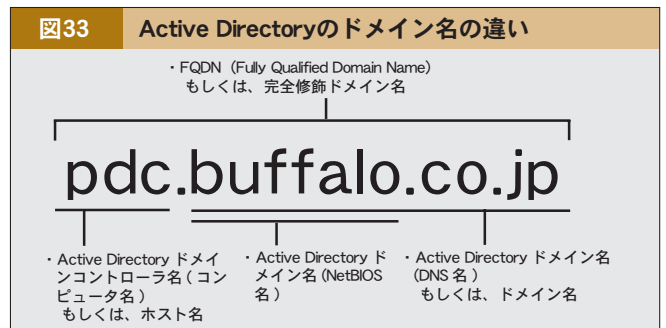 図33 Active Directoryのドメイン名の違い
・FQDN（Fully Qualified Domain Name）
もしくは、完全修飾ドメイン名
pdc.buffalo.co.jp
・Active Directory ドメイ
ンコントローラ名 ( コン
ピュータ名 )
もしくは、ホスト名
・Active Directory ド
メイン名 (NetBIOS
名 )
・Active Directory ドメイン名
(DNS 名 )
もしくは、ドメイン名